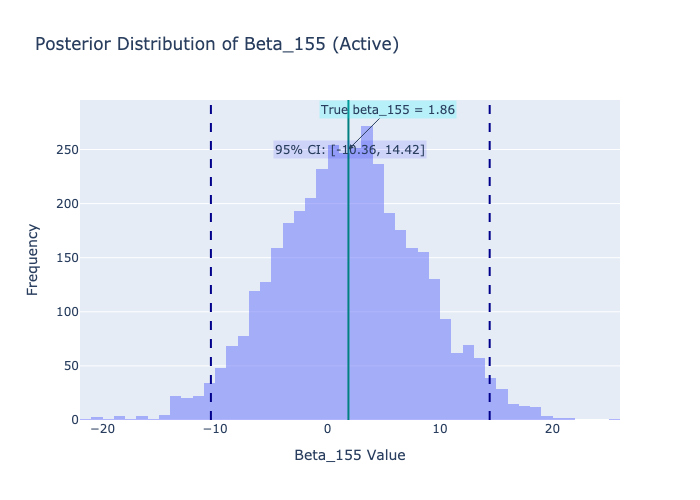 Posterior Distribution of Beta_155 (Active)
True beta_155 = 1.86
95% CI: [-10.36, 14.42]
250
200
150
100
50
0
−20
−10
0
10
20
Frequency
Beta_155 Value